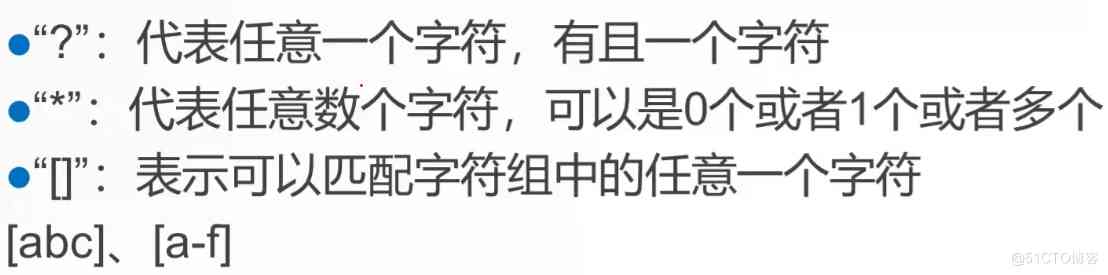 ●“?”：代表任意一个字符，有且一个字符
●“*”：代表任意数个字符，可以是0个或者1个或者多个
●“[]”：表示可以匹配字符组中的任意一个字符
[abc]、[a-f]
@51CTO博客